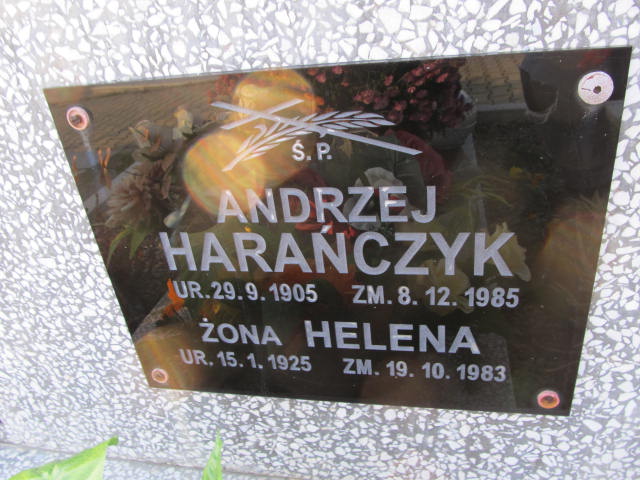 Ś.P.
ANDRZEJ
HARAŃCZYK
UR.29.9.1905 ZM.8.12.1985
ŻONA HELENA
UR. 15.1.1925 ZM. 19.10.1983